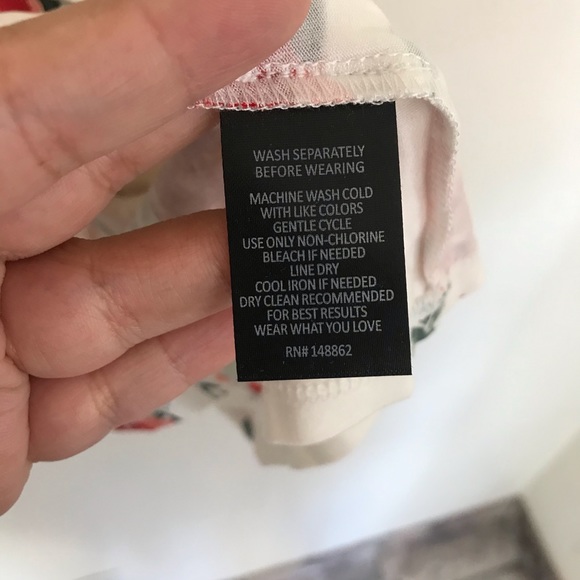 WASH SEPARATELY
BEFORE WEARING
MACHINE WASH COLD
WITH LIKE COLORS
GENTLE CYCLE
USE ONLY NON-CHLORINE
BLEACH IF NEEDED
LINE DRY
COOL IRON IF NEEDED
DRY CLEAN RECOMMENDED
FOR BEST RESULTS
WEAR WHAT YOU LOVE
RN# 148862